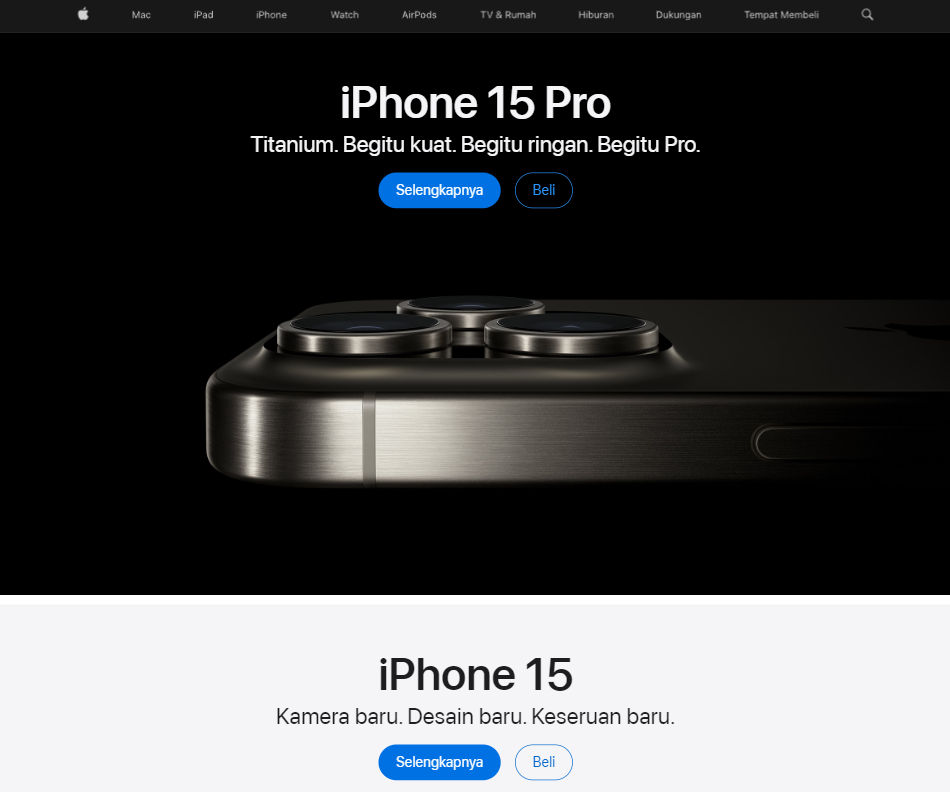 Mac iPad iPhone Watch AirPods TV & Rumah Hiburan Dukungan Tempat Membeli
iPhone 15 Pro
Titanium. Begitu kuat. Begitu ringan. Begitu Pro.
Selengkapnya Beli
iPhone 15
Kamera baru. Desain baru. Keseruan baru.
Selengkapnya Beli